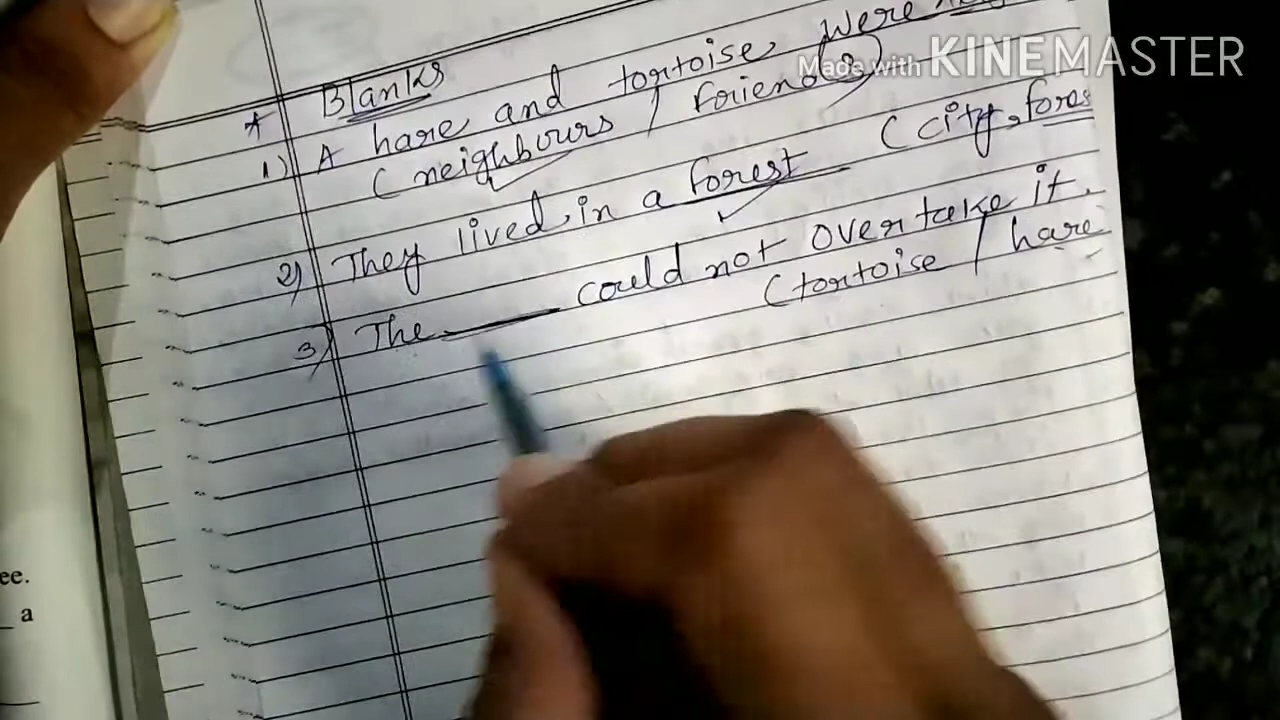 Made with KINEMASTER
* Blanks
1) A hare and tortoise were
( neighbours / friends )
2) They lived in a forest (city, fores
3) The ______ could not overtake it.
(tortoise / hare
ee.
_ a